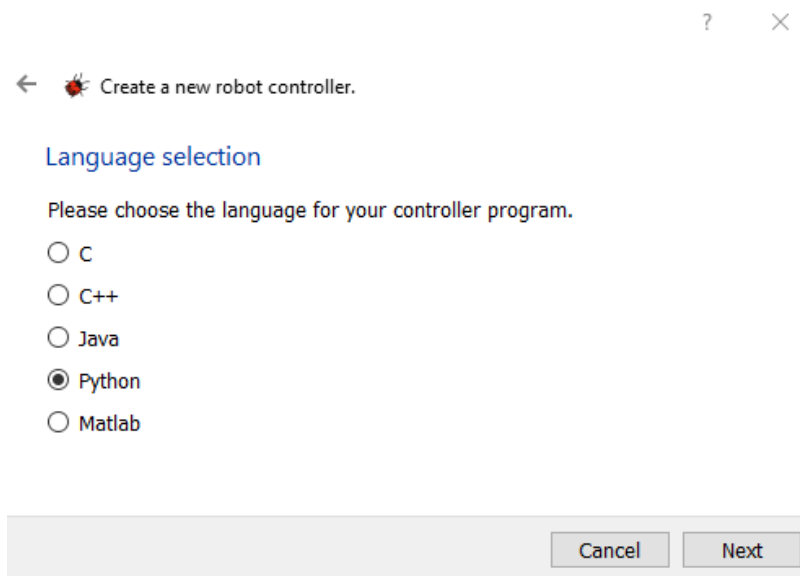 ?
Create a new robot controller.
Language selection
Please choose the language for your controller program.
C
C++
Java
Python
Matlab
Cancel Next